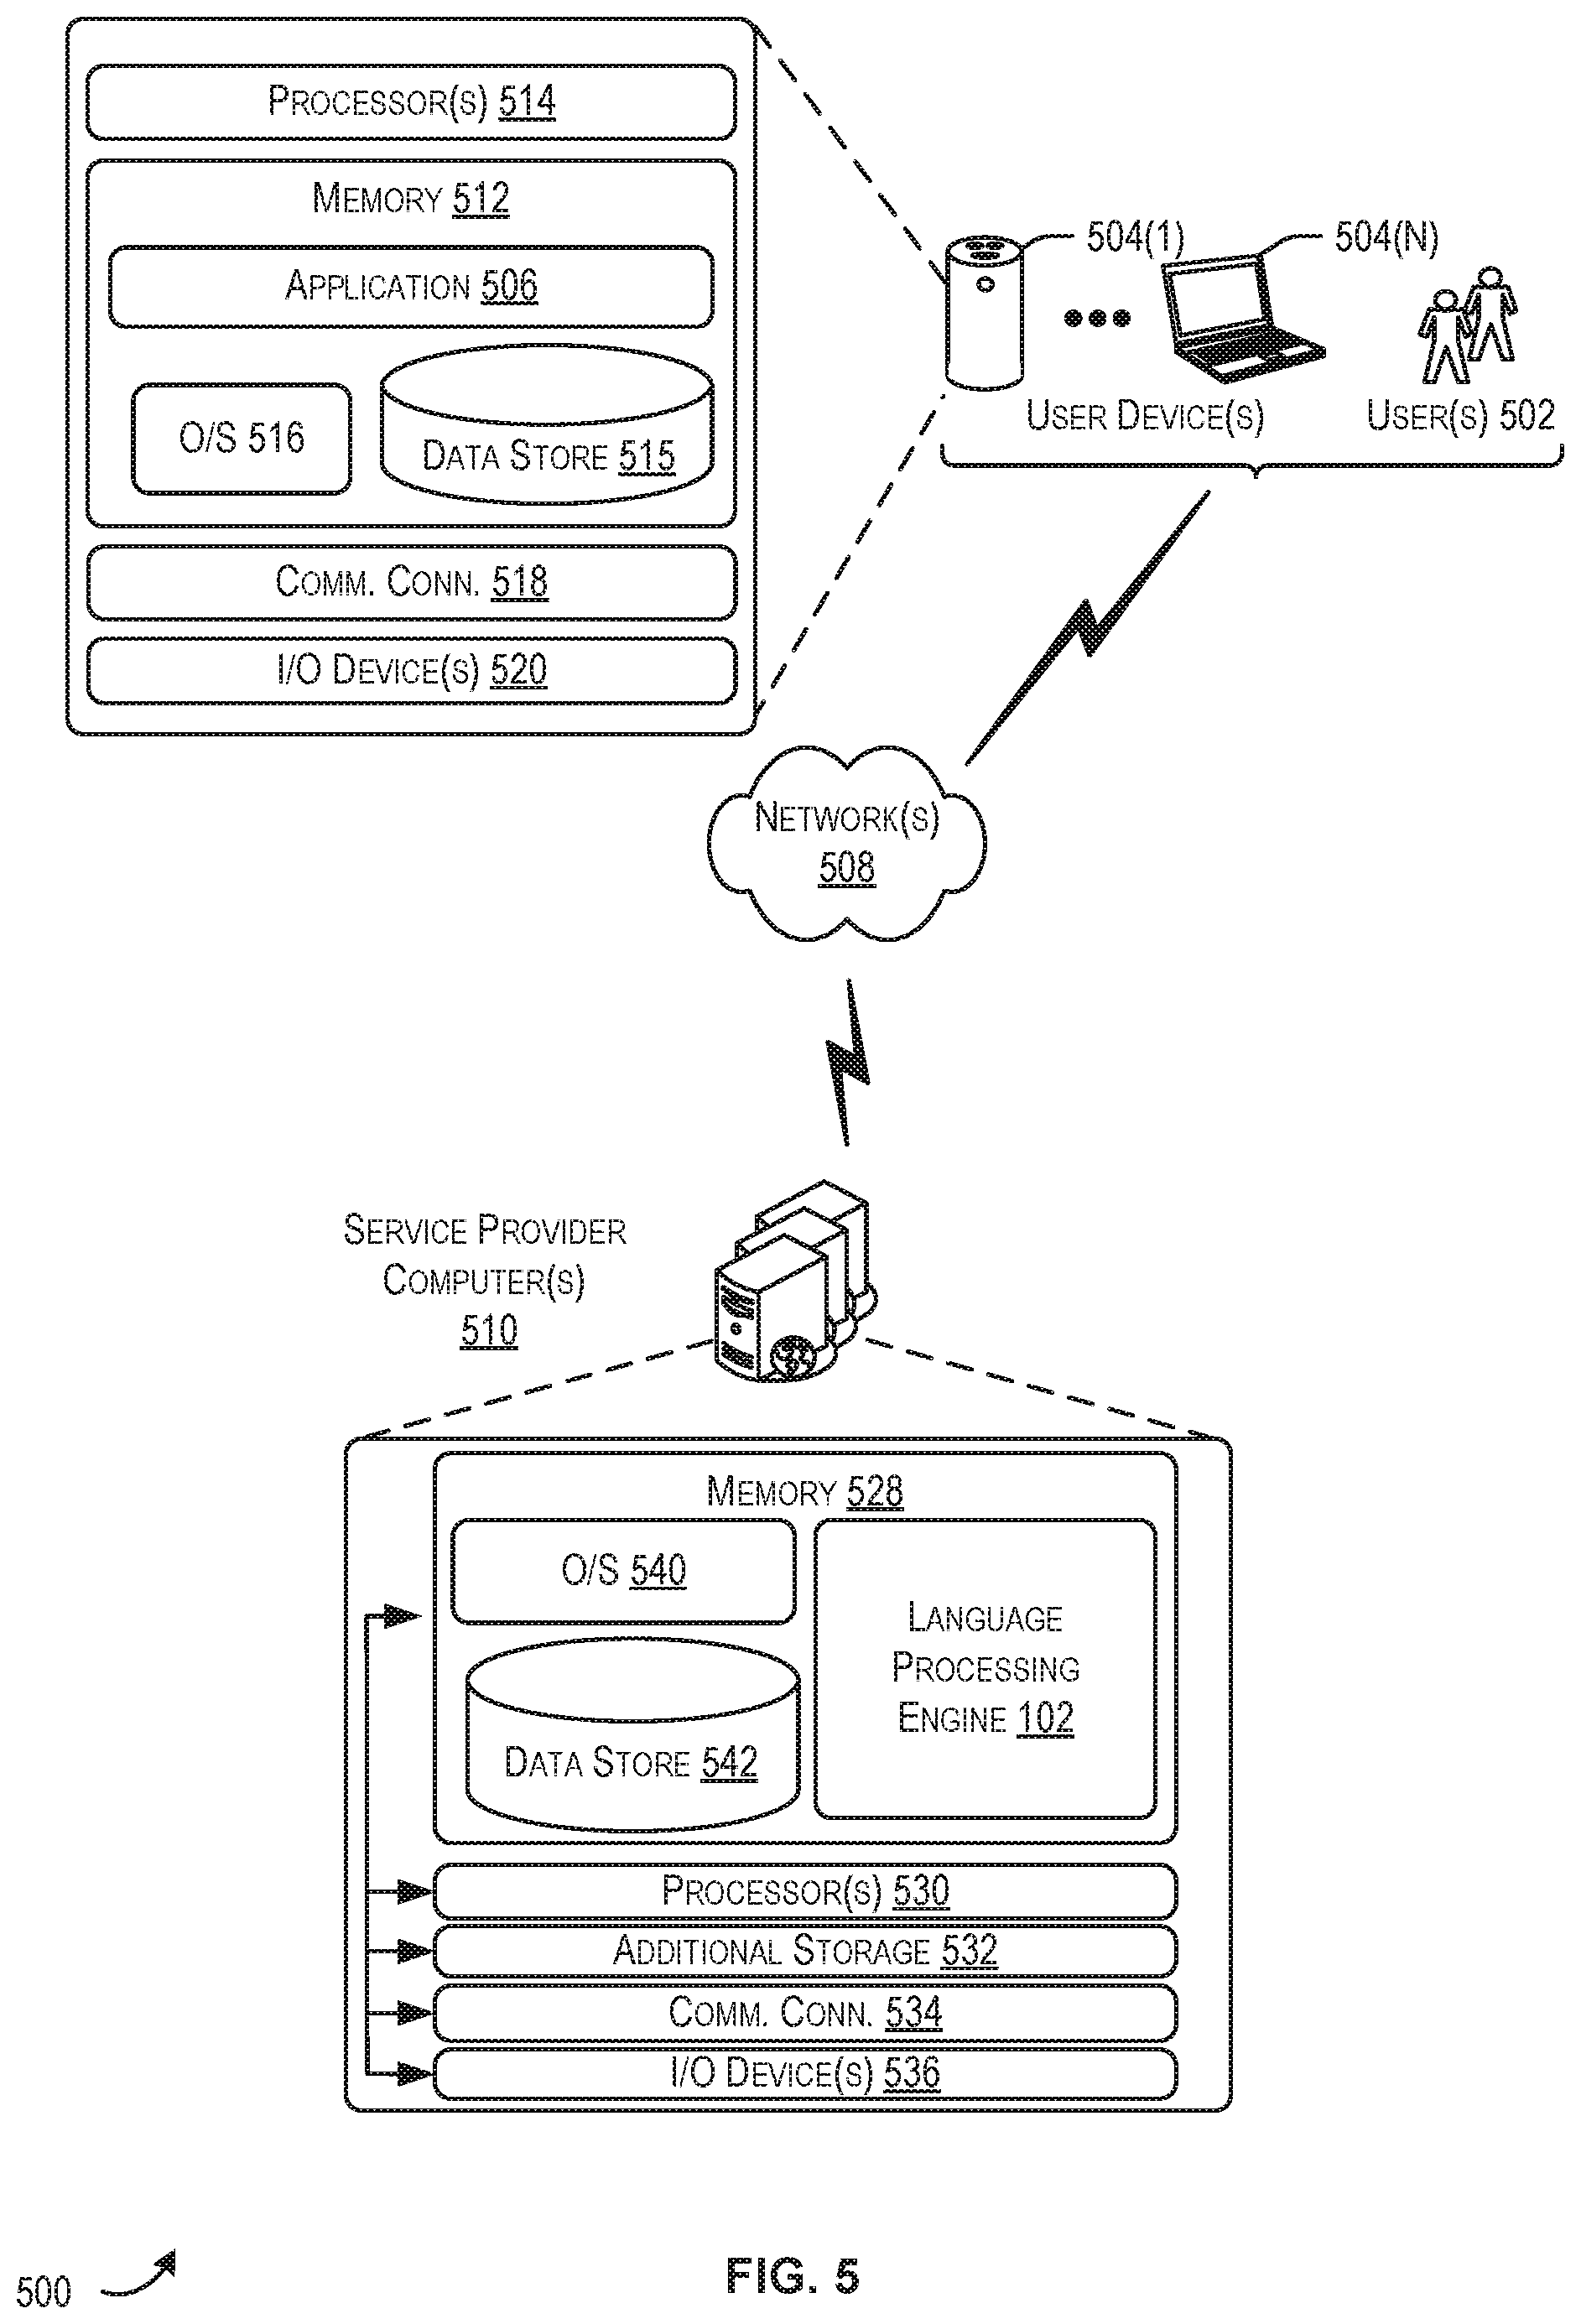 PROCESSOR(S) 514
MEMORY 512
APPLICATION 506
O/S 516
DATA STORE 515
COMM. CONN. 518
I/O DEVICE(S) 520
504(1)
504(N)
USER DEVICE(S)
USER(S) 502
NETWORK(S)
508
SERVICE PROVIDER
COMPUTER(S)
510
MEMORY 528
O/S 540
DATA STORE 542
LANGUAGE
PROCESSING
ENGINE 102
PROCESSOR(S) 530
ADDITIONAL STORAGE 532
COMM. CONN. 534
I/O DEVICE(S) 536
500
FIG. 5